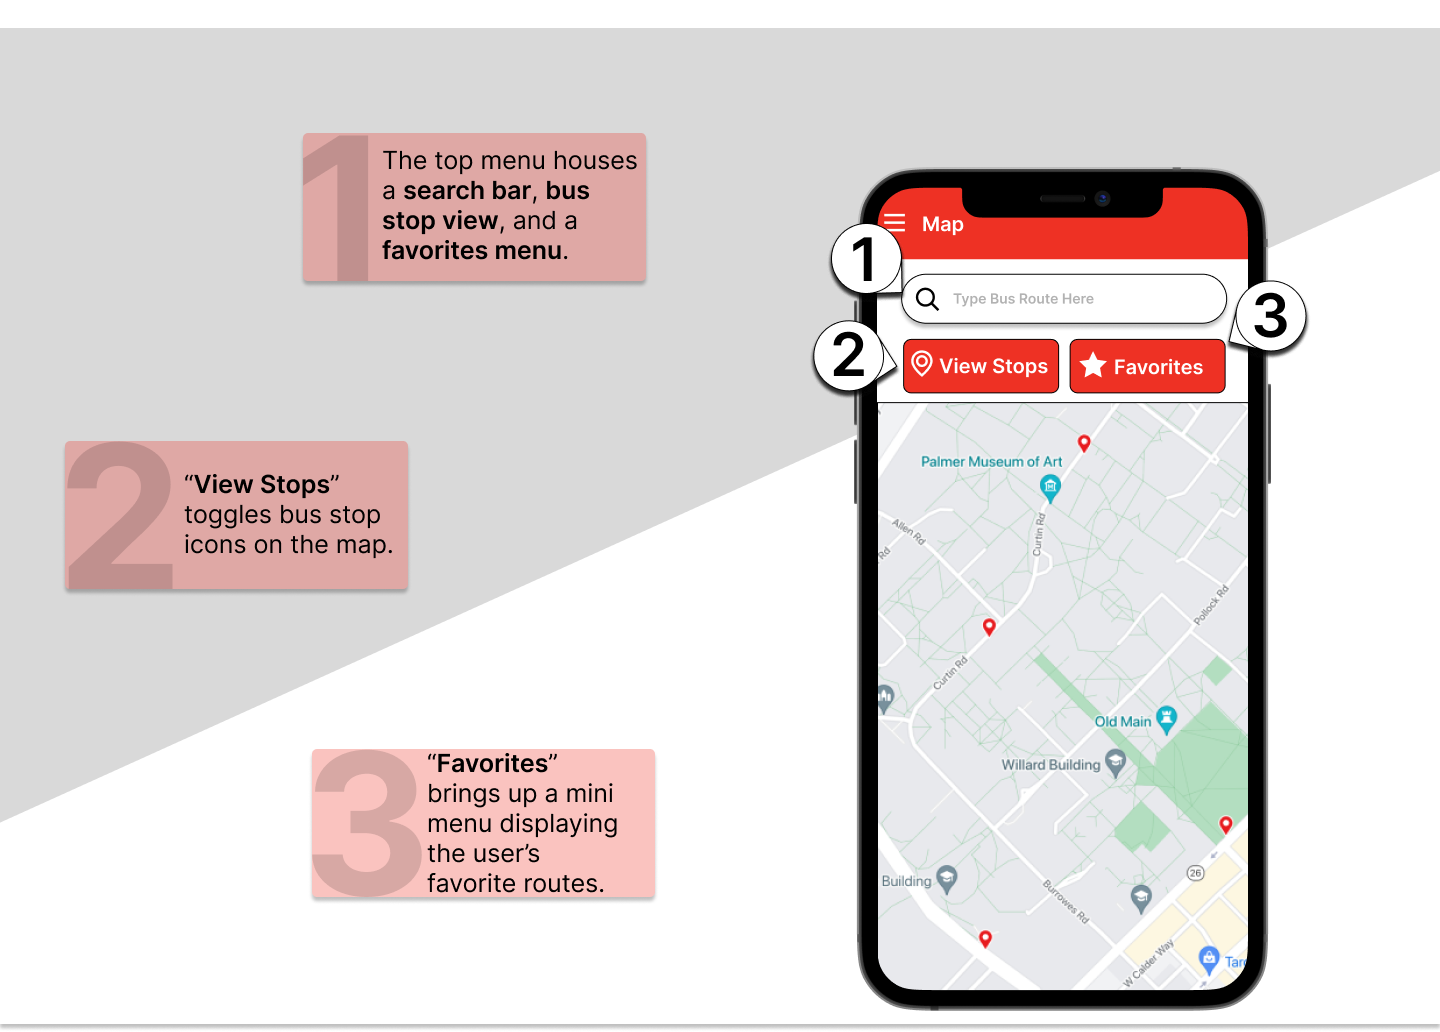 1
The top menu houses
a search bar, bus
stop view, and a
favorites menu.
2
“View Stops”
toggles bus stop
icons on the map.
3
“Favorites”
brings up a mini
menu displaying
the user’s
favorite routes.
Map
1
Type Bus Route Here
3
2
View Stops
Favorites
Palmer Museum of Art
Allen Rd
Curtin Rd
Rd
Pollock Rd
Curtin Rd
Old Main
Willard Building
Building
26
Burrowes Rd
W Calder Way
Targ